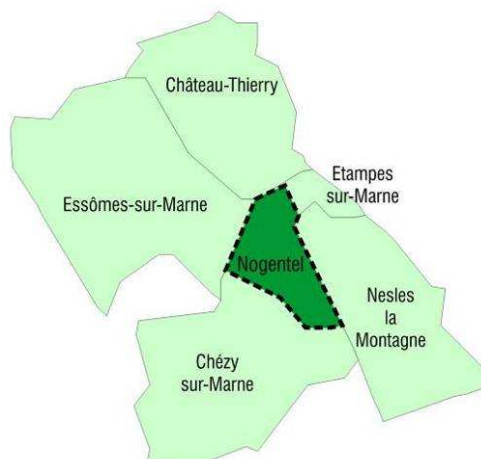 Château-Thierry
Etampes
sur-Marne
Essômes-sur-Marne
Nogentel
Nesles
la
Montagne
Chézy
sur-Marne